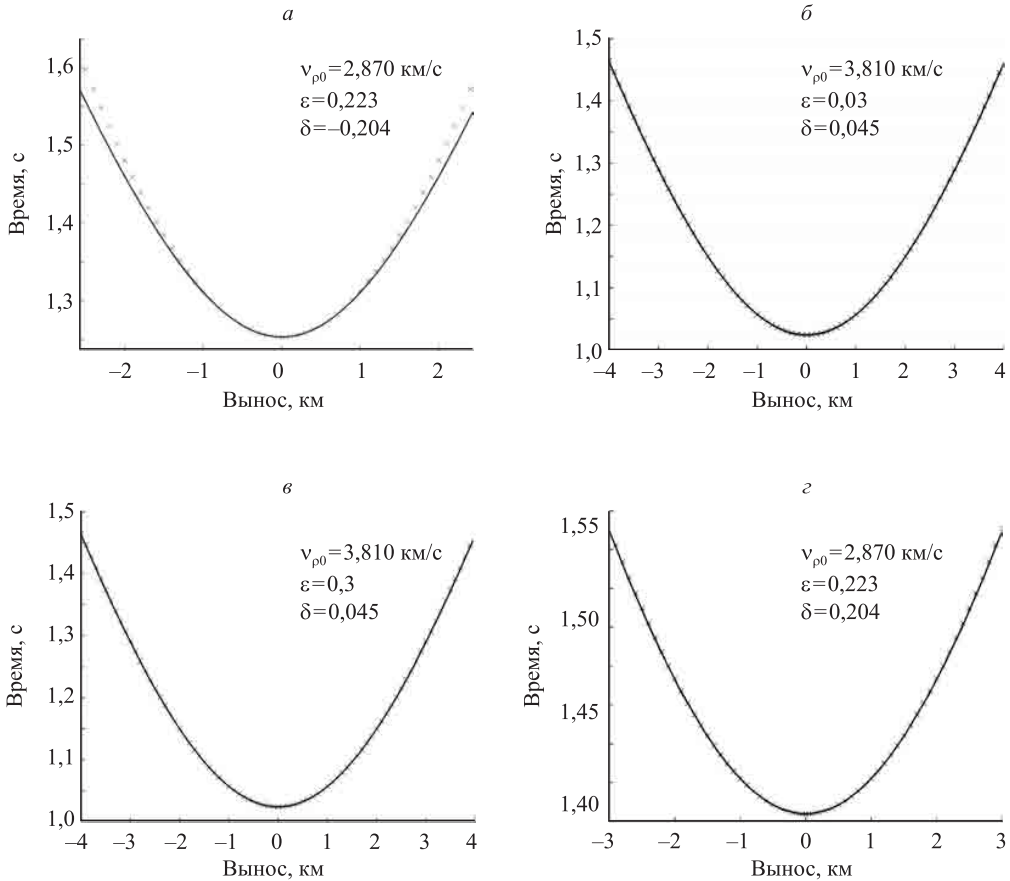 а
1,6
1,5
1,4
1,3
Время, с
νρ0=2,870 км/с
ε=0,223
δ=–0,204
–2 –1 0 1 2
Вынос, км
б
1,5
1,4
1,3
1,2
1,1
1,0
Время, с
νρ0=3,810 км/с
ε=0,03
δ=0,045
–4 –3 –2 –1 0 1 2 3 4
Вынос, км
в
1,5
1,4
1,3
1,2
1,1
1,0
Время, с
νρ0=3,810 км/с
ε=0,3
δ=0,045
–4 –3 –2 –1 0 1 2 3 4
Вынос, км
г
1,55
1,50
1,45
1,40
Время, с
νρ0=2,870 км/с
ε=0,223
δ=0,204
–3 –2 –1 0 1 2 3
Вынос, км